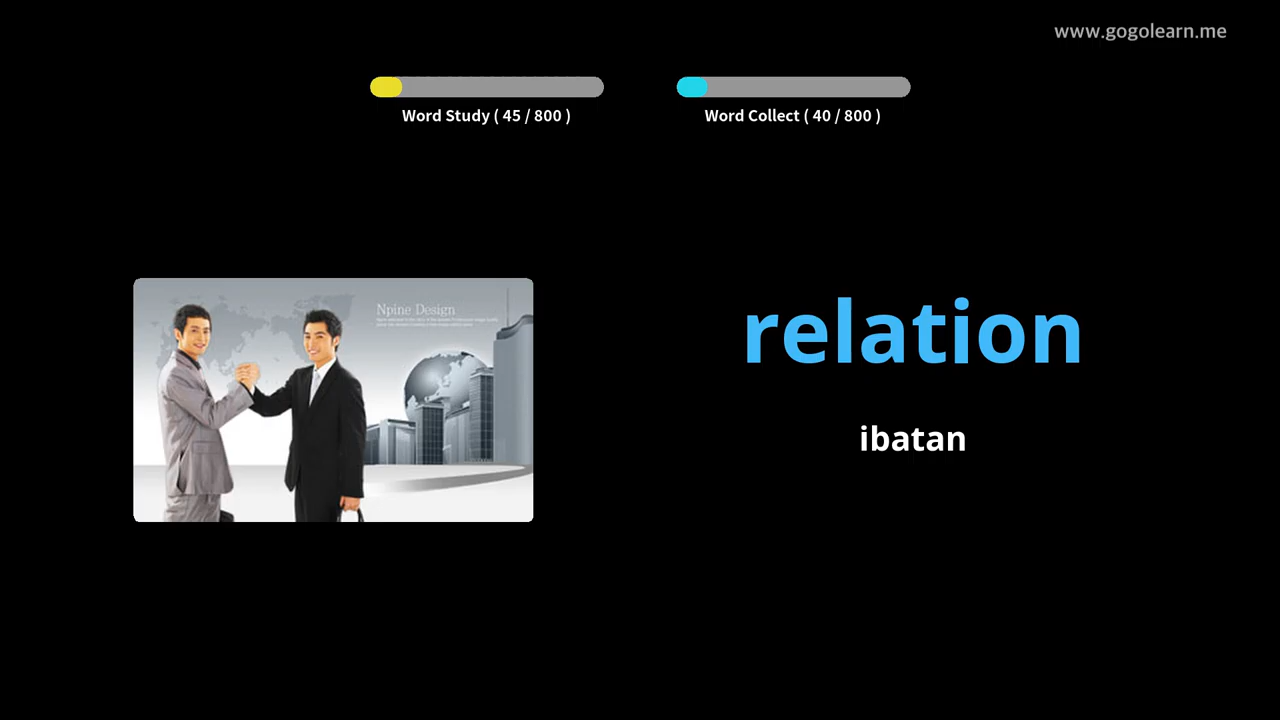 www.gogolearn.me
Word Study ( 45 / 800 )
Word Collect ( 40 / 800 )
Npine Design
relation
ibatan